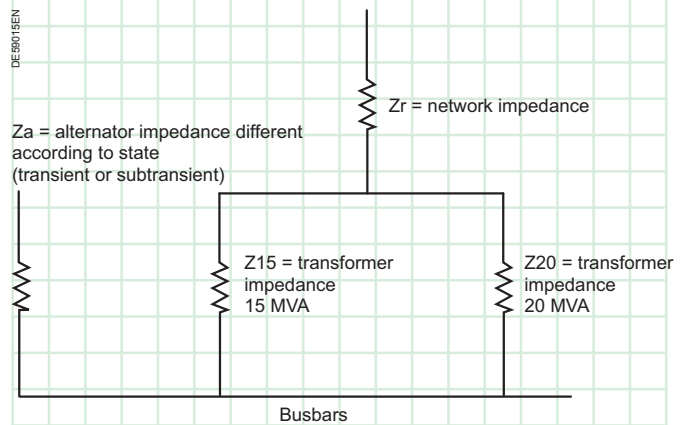 DE59015EN
Zr = network impedance
Za = alternator impedance different
according to state
(transient or subtransient)
Z15 = transformer
impedance
15 MVA
Z20 = transformer
impedance
20 MVA
Busbars